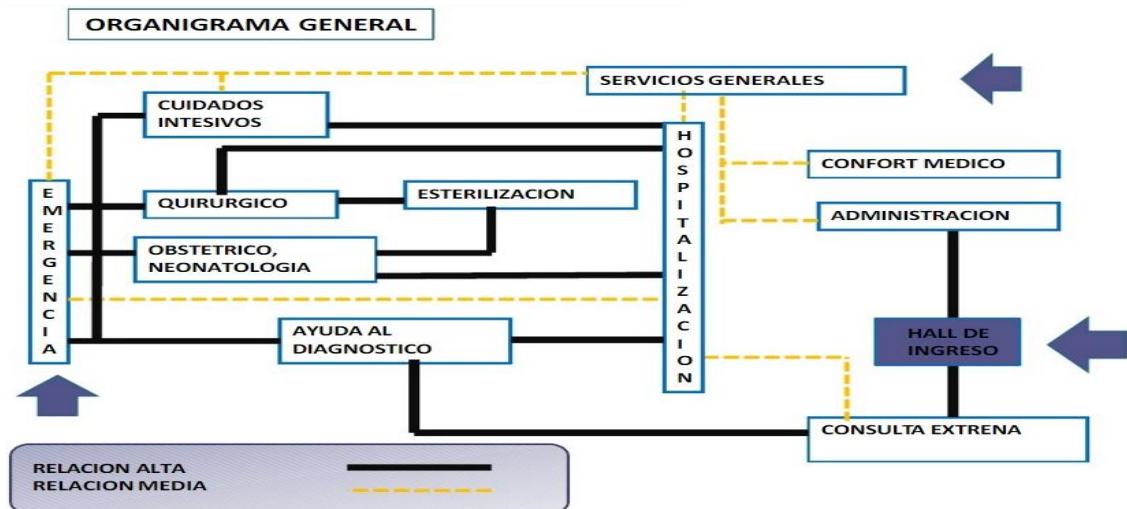 ORGANIGRAMA GENERAL
SERVICIOS GENERALES
CUIDADOS
INTESIVOS
HOSPITALIZACION
CONFORT MEDICO
EMERGENCIA
QUIRURGICO
ESTERILIZACION
ADMINISTRACION
OBSTETRICO,
NEONATOLOGIA
AYUDA AL
DIAGNOSTICO
HALL DE
INGRESO
CONSULTA EXTRENA
RELACION ALTA
RELACION MEDIA